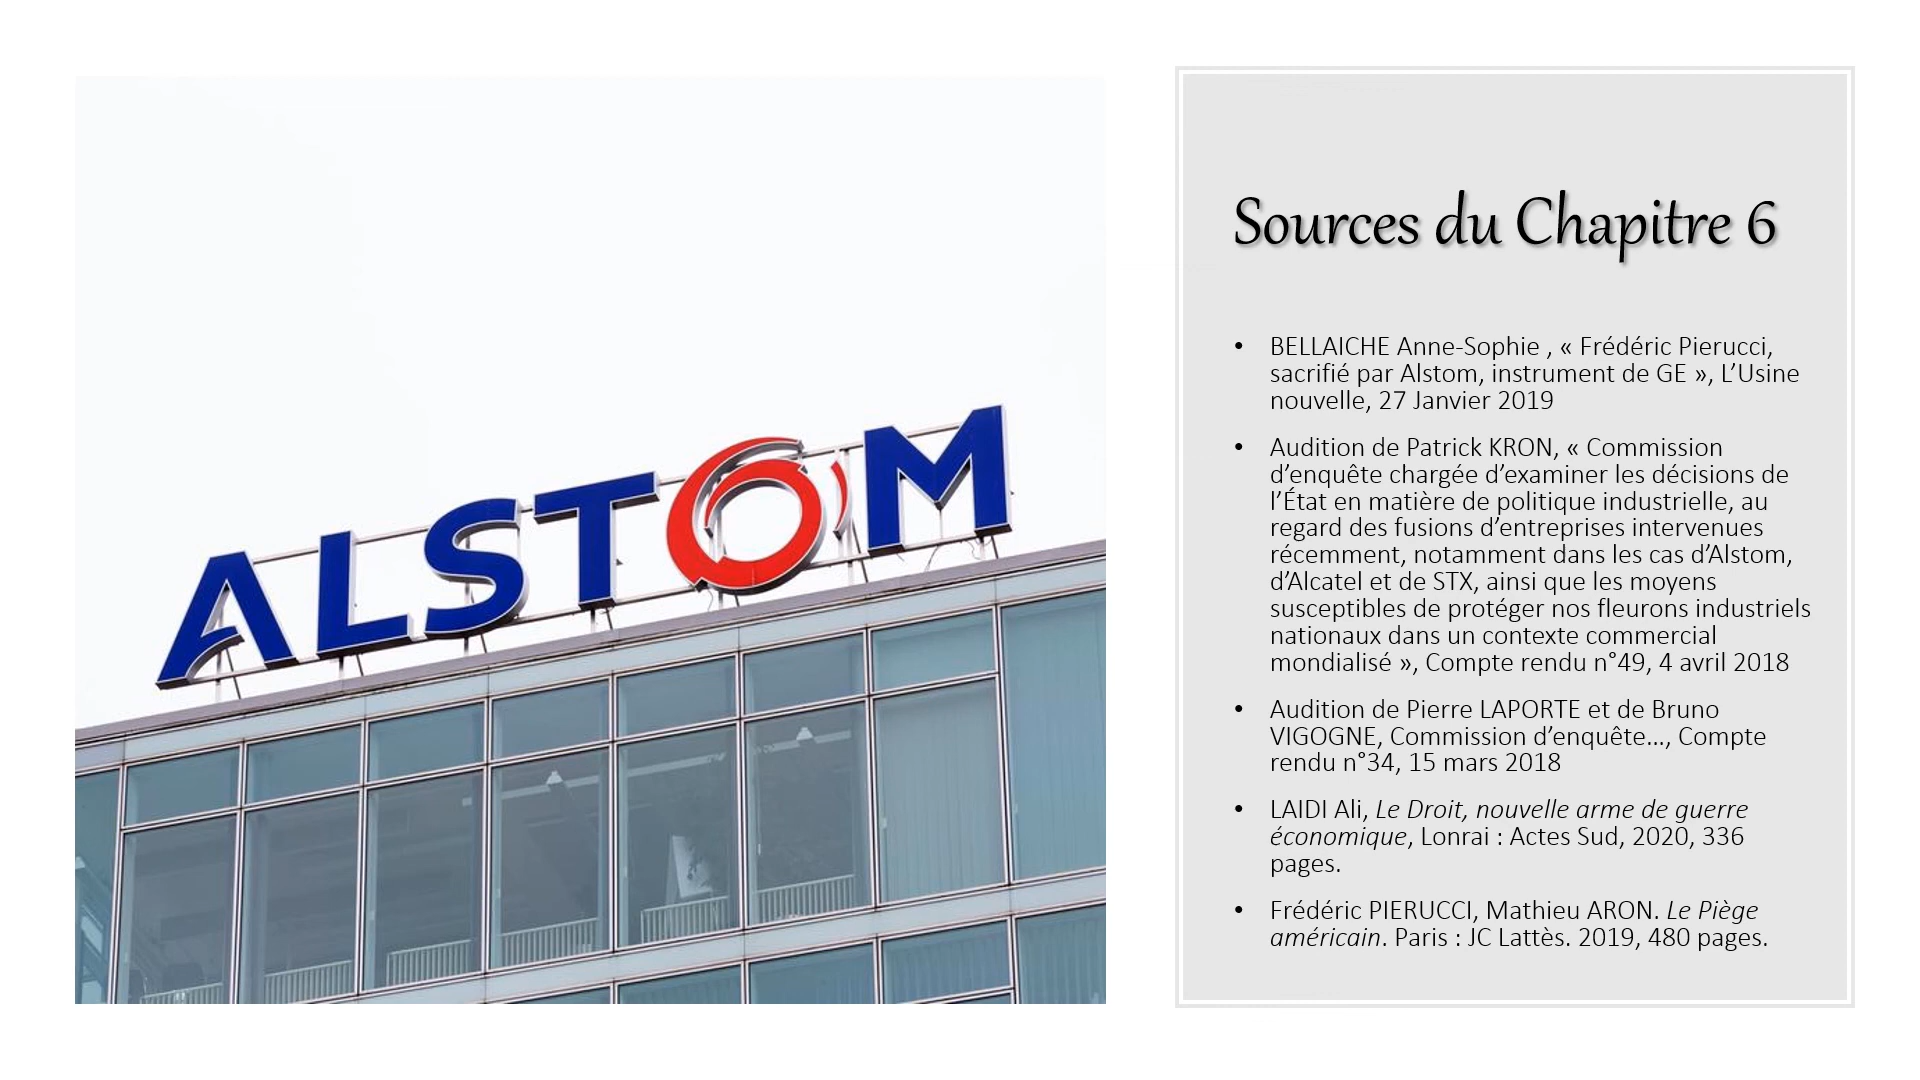 ALSTOM
Sources du Chapitre 6
• BELLAICHE Anne-Sophie , « Frédéric Pierucci,
sacrifié par Alstom, instrument de GE », L’Usine
nouvelle, 27 Janvier 2019
• Audition de Patrick KRON, « Commission
d’enquête chargée d’examiner les décisions de
l’État en matière de politique industrielle, au
regard des fusions d’entreprises intervenues
récemment, notamment dans les cas d’Alstom,
d’Alcatel et de STX, ainsi que les moyens
susceptibles de protéger nos fleurons industriels
nationaux dans un contexte commercial
mondialisé », Compte rendu n°49, 4 avril 2018
• Audition de Pierre LAPORTE et de Bruno
VIGOGNE, Commission d’enquête…, Compte
rendu n°34, 15 mars 2018
• LAIDI Ali, Le Droit, nouvelle arme de guerre
économique, Lonrai : Actes Sud, 2020, 336
pages.
• Frédéric PIERUCCI, Mathieu ARON. Le Piège
américain. Paris : JC Lattès. 2019, 480 pages.